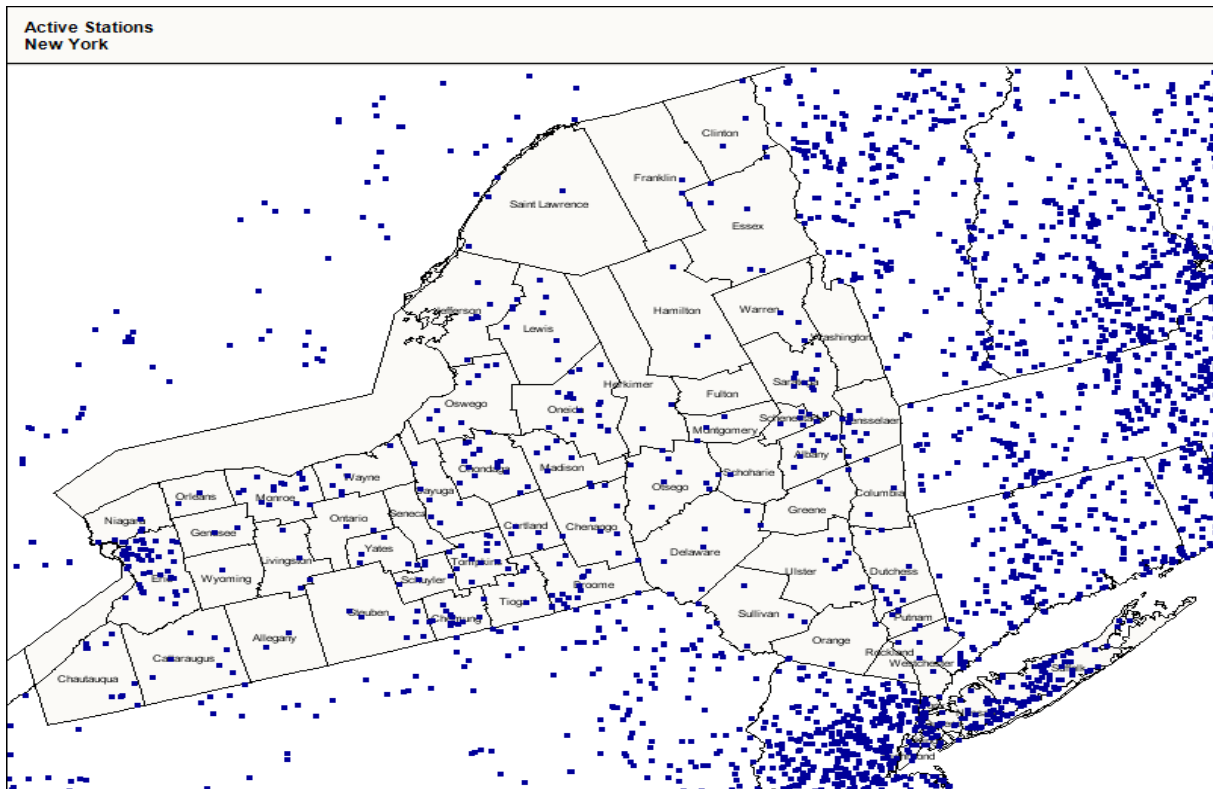 Active Stations
New York
Clinton
Franklin
Saint Lawrence
Essex
Jefferson
Hamilton
Warren
Lewis
Washington
Herkimer
Saratoga
Fulton
Oswego
Oneida
Montgomery
Albany
Onondaga
Madison
Wayne
Schoharie
Otsego
Cayuga
Columbia
Orleans
Monroe
Greene
Seneca
Ontario
Niagara
Cortland
Chenango
Genesee
Yates
Delaware
Livingston
Tompkins
Ulster
Dutchess
Erie
Wyoming
Schuyler
Broome
Tioga
Steuben
Sullivan
Putnam
Chemung
Allegany
Orange
Rockland
Cattaraugus
Westchester
Suffolk
Chautauqua